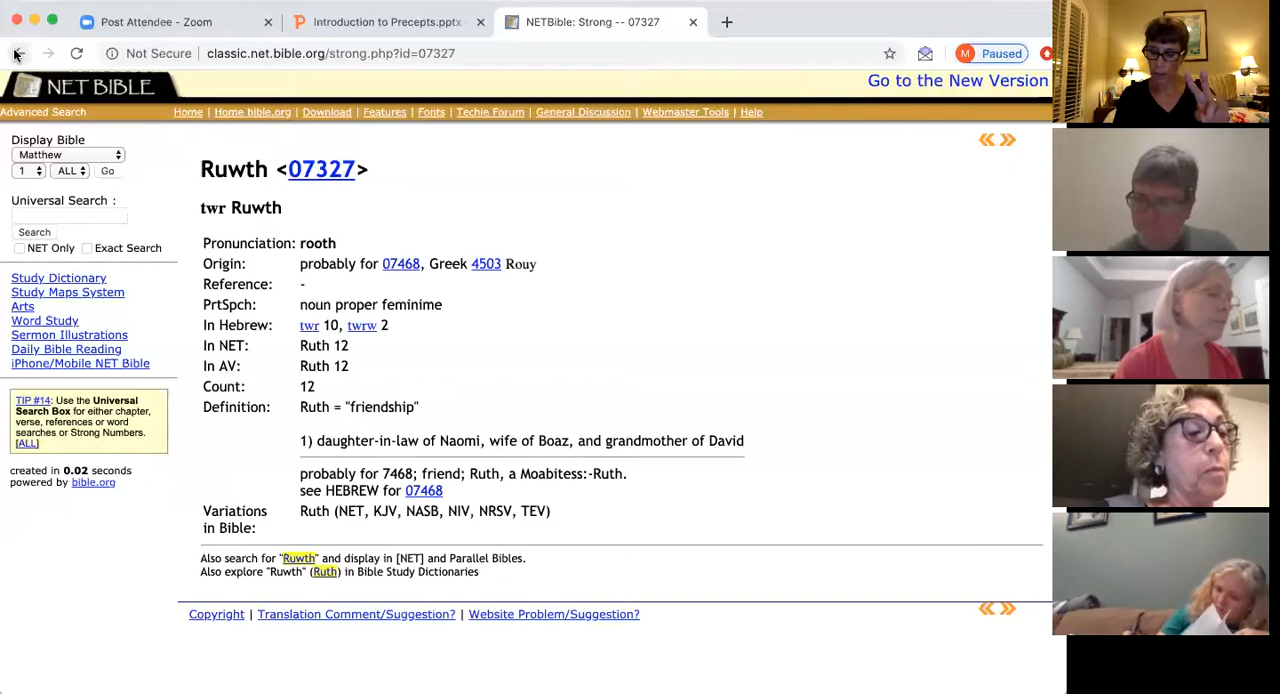 Post Attendee - Zoom
Introduction to Precepts.pptx -
NETBible: Strong -- 07327
Not Secure
classic.net.bible.org/strong.php?id=07327
M Paused
NET BIBLE
Go to the New Version
Advanced Search
Home | Home bible.org | Download | Features | Fonts | Techie Forum | General Discussion | Webmaster Tools | Help
Display Bible
Matthew
1 ALL Go
Universal Search :
Search
NET Only Exact Search
Study Dictionary
Study Maps System
Arts
Word Study
Sermon Illustrations
Daily Bible Reading
iPhone/Mobile NET Bible
TIP #14: Use the Universal
Search Box for either chapter,
verse, references or word
searches or Strong Numbers.
[ALL]
created in 0.02 seconds
powered by bible.org
«»
Ruwth <07327>
twr Ruwth
Pronunciation: rooth
Origin: probably for 07468, Greek 4503 Rouy
Reference: -
PrtSpch: noun proper feminime
In Hebrew: twr 10, twrw 2
In NET: Ruth 12
In AV: Ruth 12
Count: 12
Definition: Ruth = "friendship"
1) daughter-in-law of Naomi, wife of Boaz, and grandmother of David
probably for 7468; friend; Ruth, a Moabitess:-Ruth.
see HEBREW for 07468
Variations Ruth (NET, KJV, NASB, NIV, NRSV, TEV)
in Bible:
Also search for "Ruwth" and display in [NET] and Parallel Bibles.
Also explore "Ruwth" (Ruth) in Bible Study Dictionaries
«»
Copyright | Translation Comment/Suggestion? | Website Problem/Suggestion?